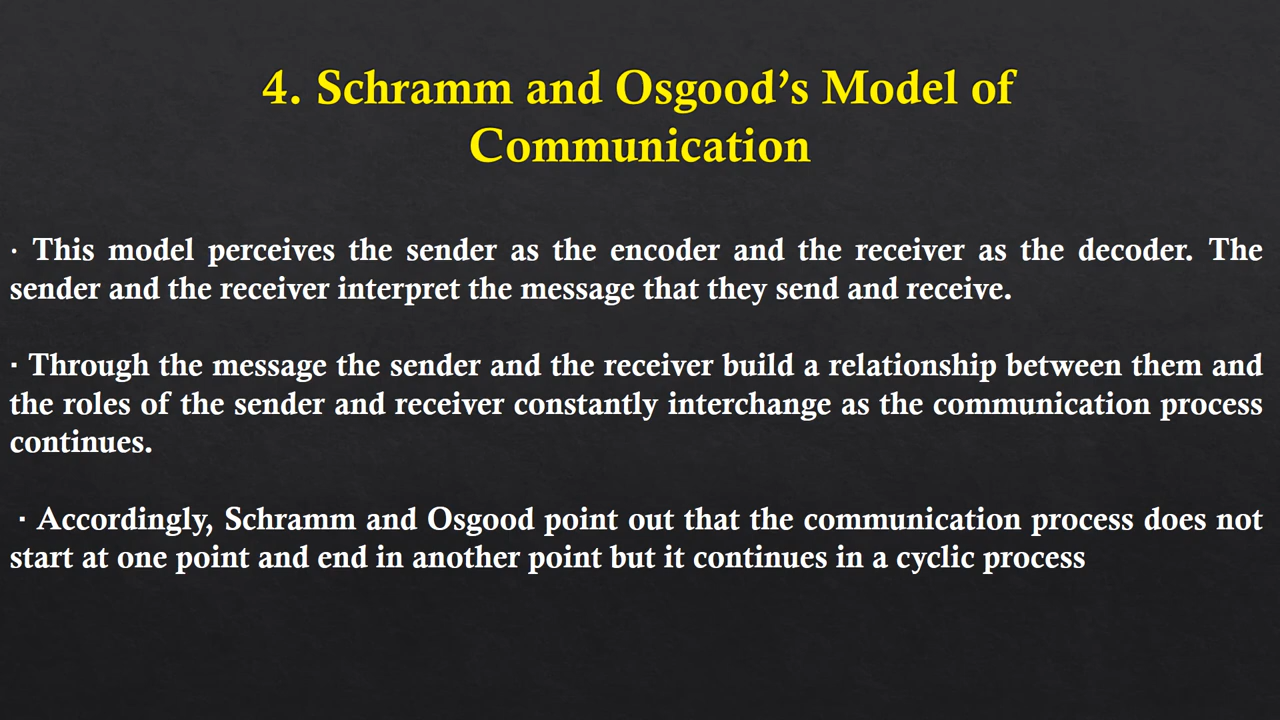 4. Schramm and Osgood’s Model of
Communication
· This model perceives the sender as the encoder and the receiver as the decoder. The
sender and the receiver interpret the message that they send and receive.
· Through the message the sender and the receiver build a relationship between them and
the roles of the sender and receiver constantly interchange as the communication process
continues.
· Accordingly, Schramm and Osgood point out that the communication process does not
start at one point and end in another point but it continues in a cyclic process